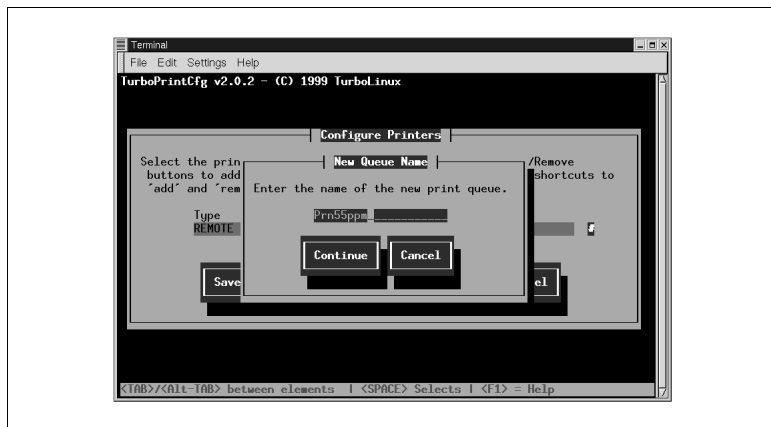 Terminal
File Edit Settings Help
TurboPrintCfg v2.0.2 - (C) 1999 TurboLinux
Configure Printers
Select the prin
/Remove
buttons to add
shortcuts to
'add' and 'rem
New Queue Name
Enter the name of the new print queue.
Prn55ppm_
Type
REMOTE
#
Continue Cancel
Save
el
<TAB>/<Alt-TAB> between elements | <SPACE> Selects | <F1> = Help